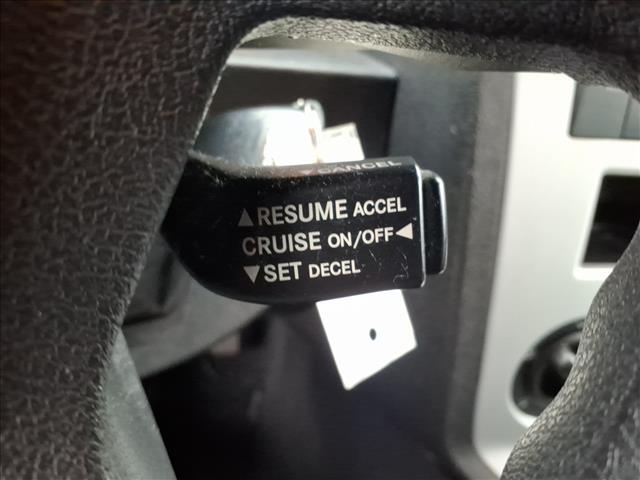 ▼CANCEL
▲RESUME ACCEL
CRUISE ON/OFF◄
▼SET DECEL